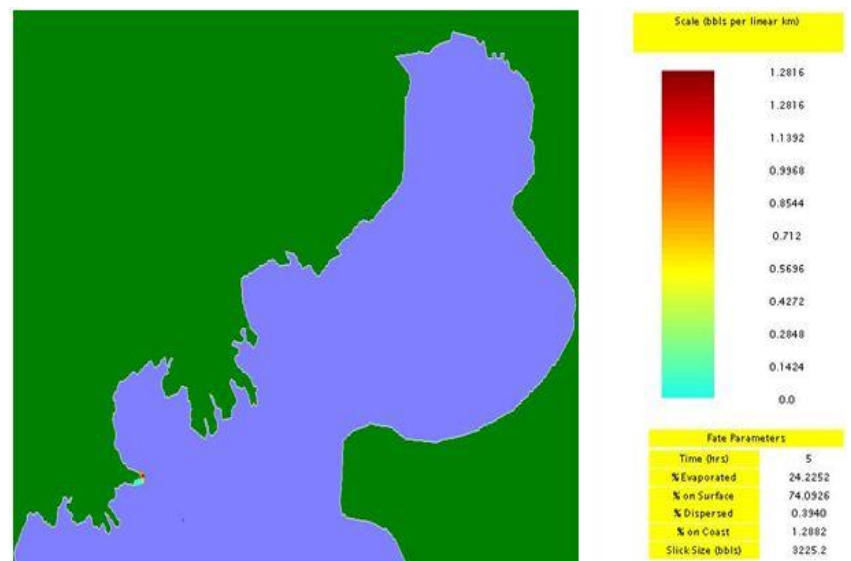 Scale (bbls per linear km)
1.2816
1.2816
1.1392
0.9968
0.8544
0.712
0.5696
0.4272
0.2848
0.1424
0.0
Fate Parameters
Time (hrs) 5
% Evaporated 24.2252
% on Surface 74.0926
% Dispersed 0.3940
% on Coast 1.2882
Slick Size (bbls) 3225.2